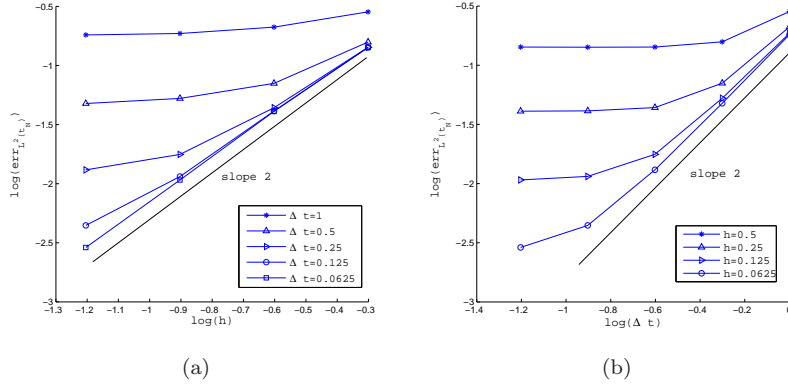 0
-0.5
-1
-1.5
-2
-2.5
-3
log(err_{L^2(t_N)})
slope 2
Δ t=1
Δ t=0.5
Δ t=0.25
Δ t=0.125
Δ t=0.0625
-1.3 -1.2 -1.1 -1 -0.9 -0.8 -0.7 -0.6 -0.5 -0.4 -0.3
log(h)
(a)
0
-0.5
-1
-1.5
-2
-2.5
-3
log(err_{L^2(t_N)})
slope 2
h=0.5
h=0.25
h=0.125
h=0.0625
-1.4 -1.2 -1 -0.8 -0.6 -0.4 -0.2 0
log(Δ t)
(b)